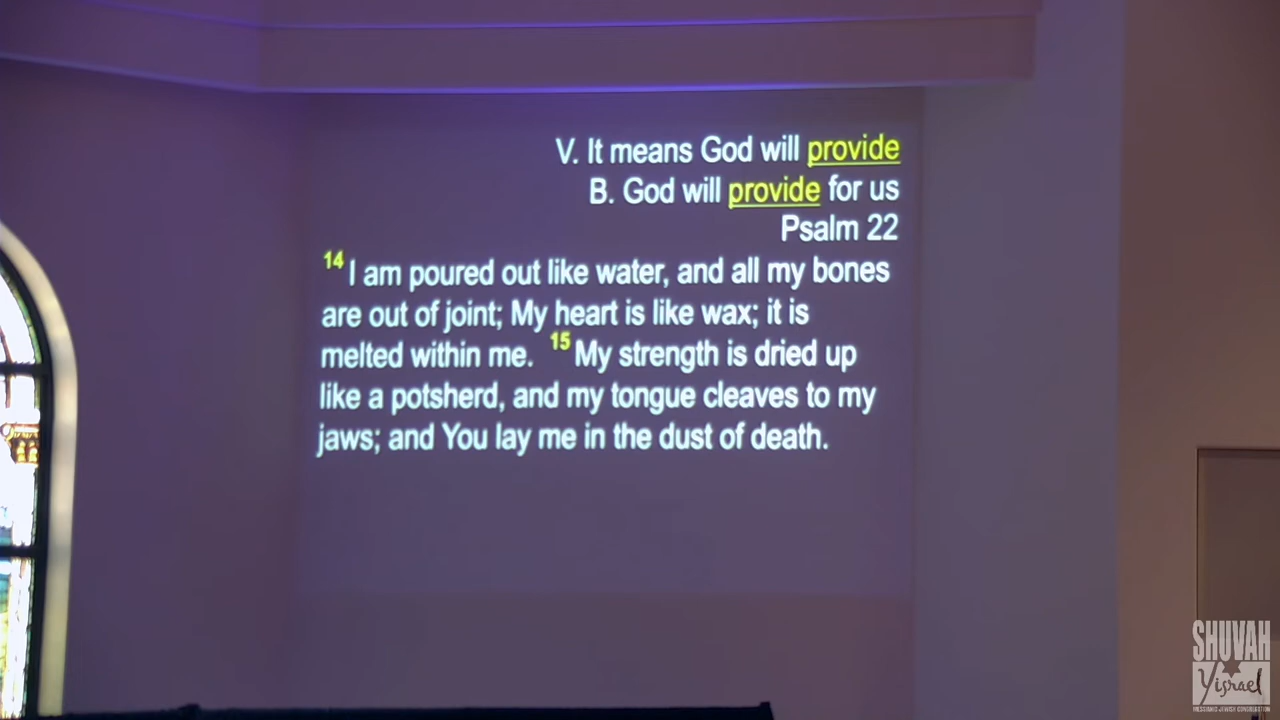 V. It means God will provide
B. God will provide for us
Psalm 22
14 I am poured out like water, and all my bones
are out of joint; My heart is like wax; it is
melted within me. 15 My strength is dried up
like a potsherd, and my tongue cleaves to my
jaws; and You lay me in the dust of death.
SHUVAH
Yisrael
MESSIANIC JEWISH CONGREGATION